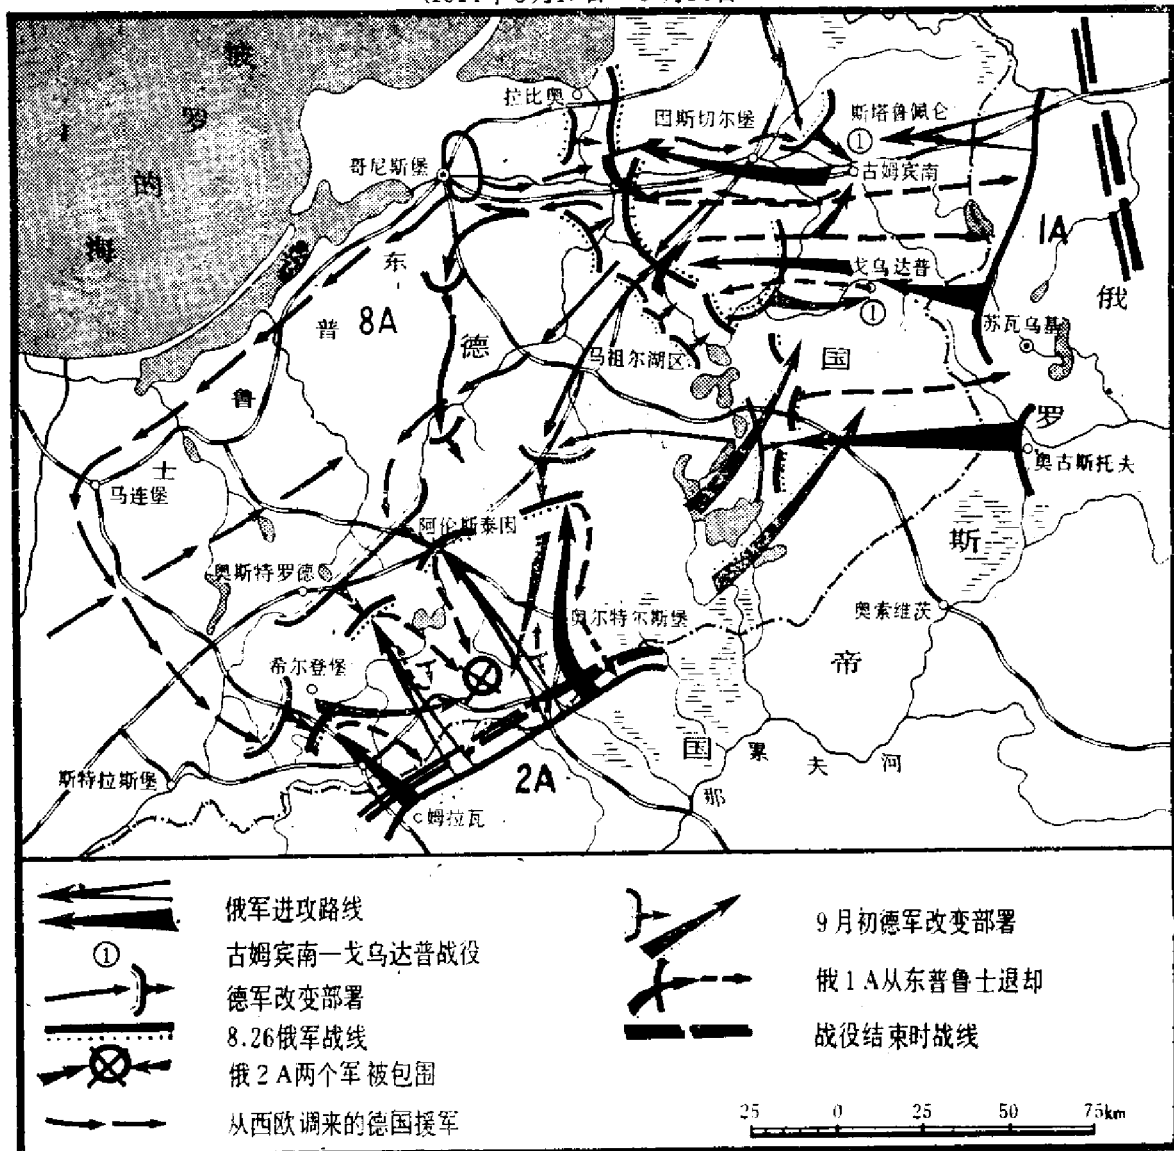 俄
罗
的
海
拉比奥
因斯切尔堡
斯塔鲁佩仑
①
哥尼斯堡
古姆宾南
1A
东
戈乌达普
俄
普
8A
德
①
苏瓦乌基
马祖尔湖区
国
鲁
罗
士
奥古斯托夫
马连堡
阿伦斯泰因
斯
奥斯特罗德
奥尔特尔斯堡
奥索维茨
希尔登堡
帝
国
累夫河
斯特拉斯堡
2A
那
姆拉瓦
俄军进攻路线
①
古姆宾南—戈乌达普战役
德军改变部署
8.26俄军战线
俄2A两个军被包围
从西欧调来的德国援军
9月初德军改变部署
俄1A从东普鲁士退却
战役结束时战线
25 0 25 50 75km